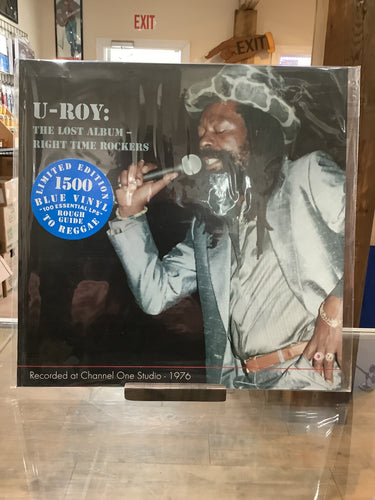 EXIT
EXIT
U-ROY:
THE LOST ALBUM –
RIGHT TIME ROCKERS
LIMITED EDITION
1500
BLUE VINYL
"100 ESSENTIAL LPS"
ROUGH
GUIDE
TO REGGAE
Recorded at Channel One Studio - 1976